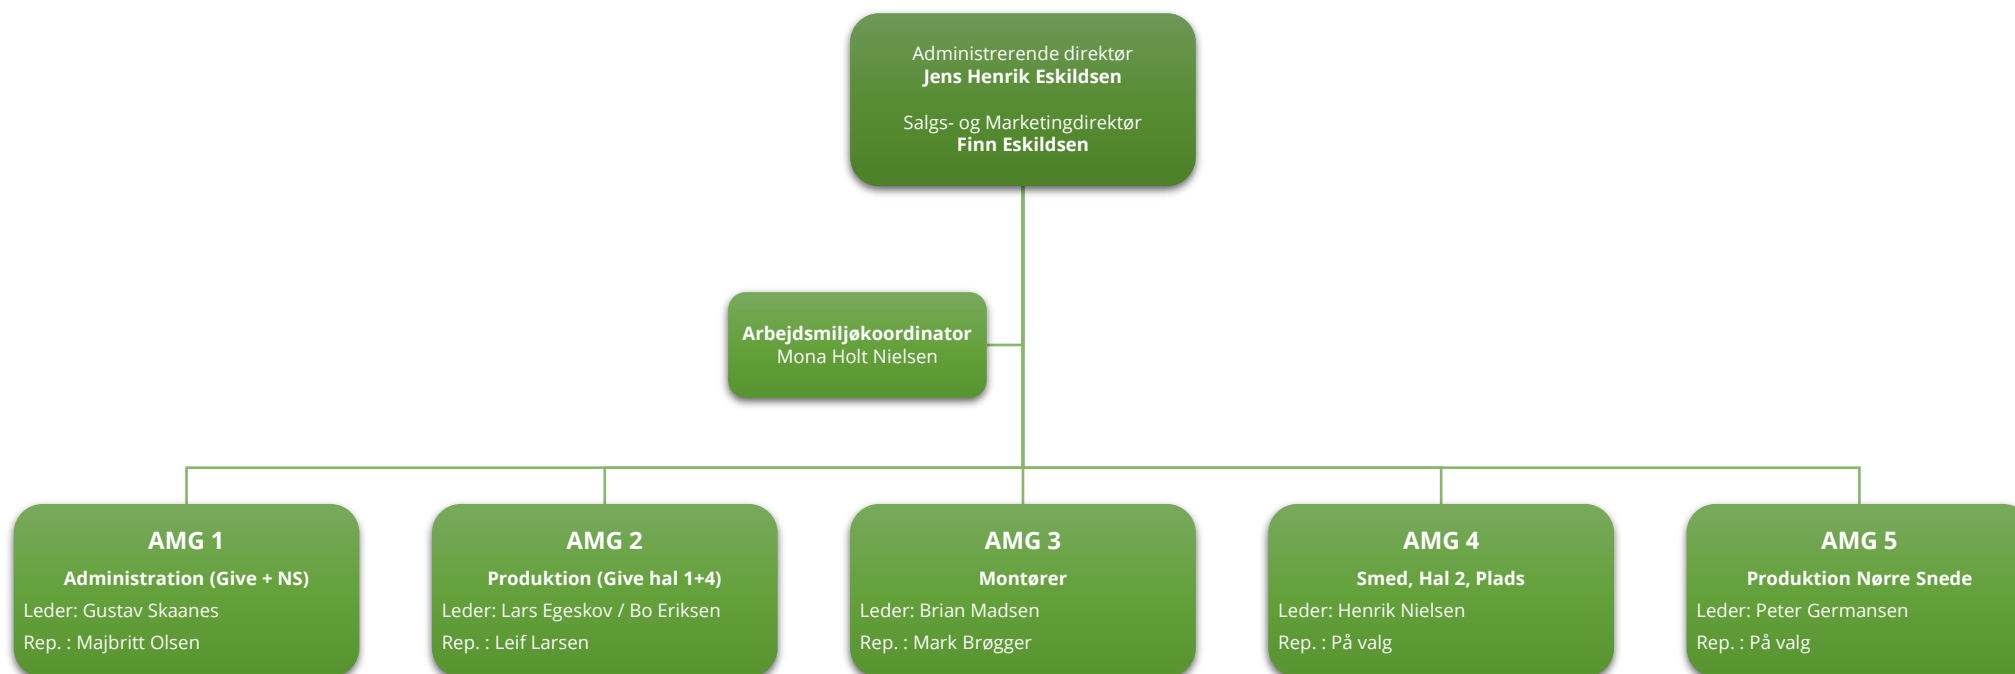 Administrerende direktør
Jens Henrik Eskildsen
Salgs- og Marketingdirektør
Finn Eskildsen
Arbejdsmiljøkoordinator
Mona Holt Nielsen
AMG 1
Administration (Give + NS)
Leder: Gustav Skaanes
Rep. : Majbritt Olsen
AMG 2
Produktion (Give hal 1+4)
Leder: Lars Egeskov / Bo Eriksen
Rep. : Leif Larsen
AMG 3
Montører
Leder: Brian Madsen
Rep. : Mark Brøgger
AMG 4
Smed, Hal 2, Plads
Leder: Henrik Nielsen
Rep. : På valg
AMG 5
Produktion Nørre Snede
Leder: Peter Germansen
Rep. : På valg